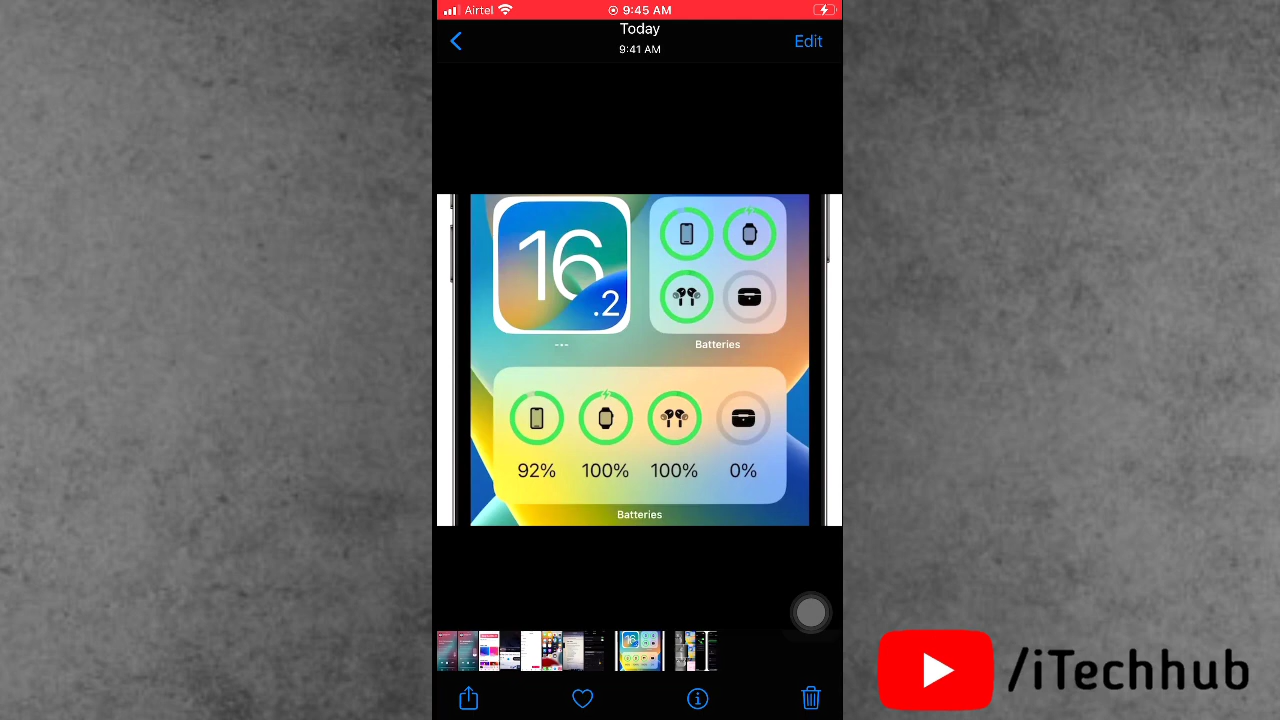 Airtel 9:45 AM
Today
9:41 AM
Edit
16
.2
---
Batteries
92% 100% 100% 0%
Batteries
/iTechhub